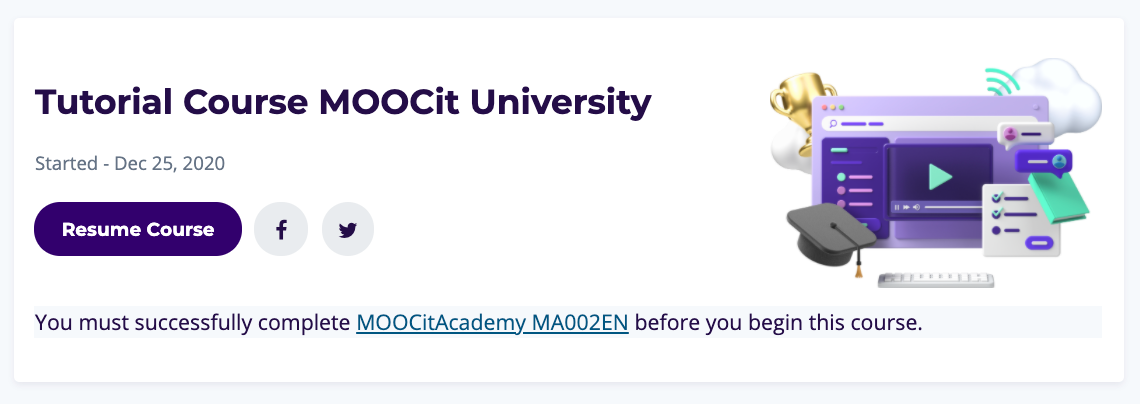 Tutorial Course MOOCit University
Started - Dec 25, 2020
Resume Course
You must successfully complete MOOCitAcademy MA002EN before you begin this course.